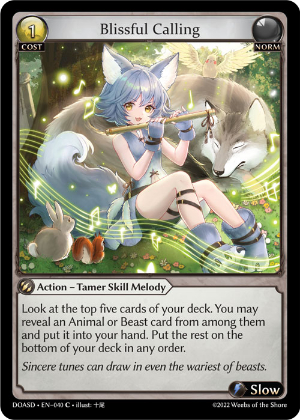 1
Blissful Calling
COST
NORM
Action – Tamer Skill Melody
Look at the top five cards of your deck. You may
reveal an Animal or Beast card from among them
and put it into your hand. Put the rest on the
bottom of your deck in any order.
Sincere tunes can draw in even the wariest of beasts.
Slow
DOASD • EN-040 C • illust: 十尾
©2022 Weebs of the Shore